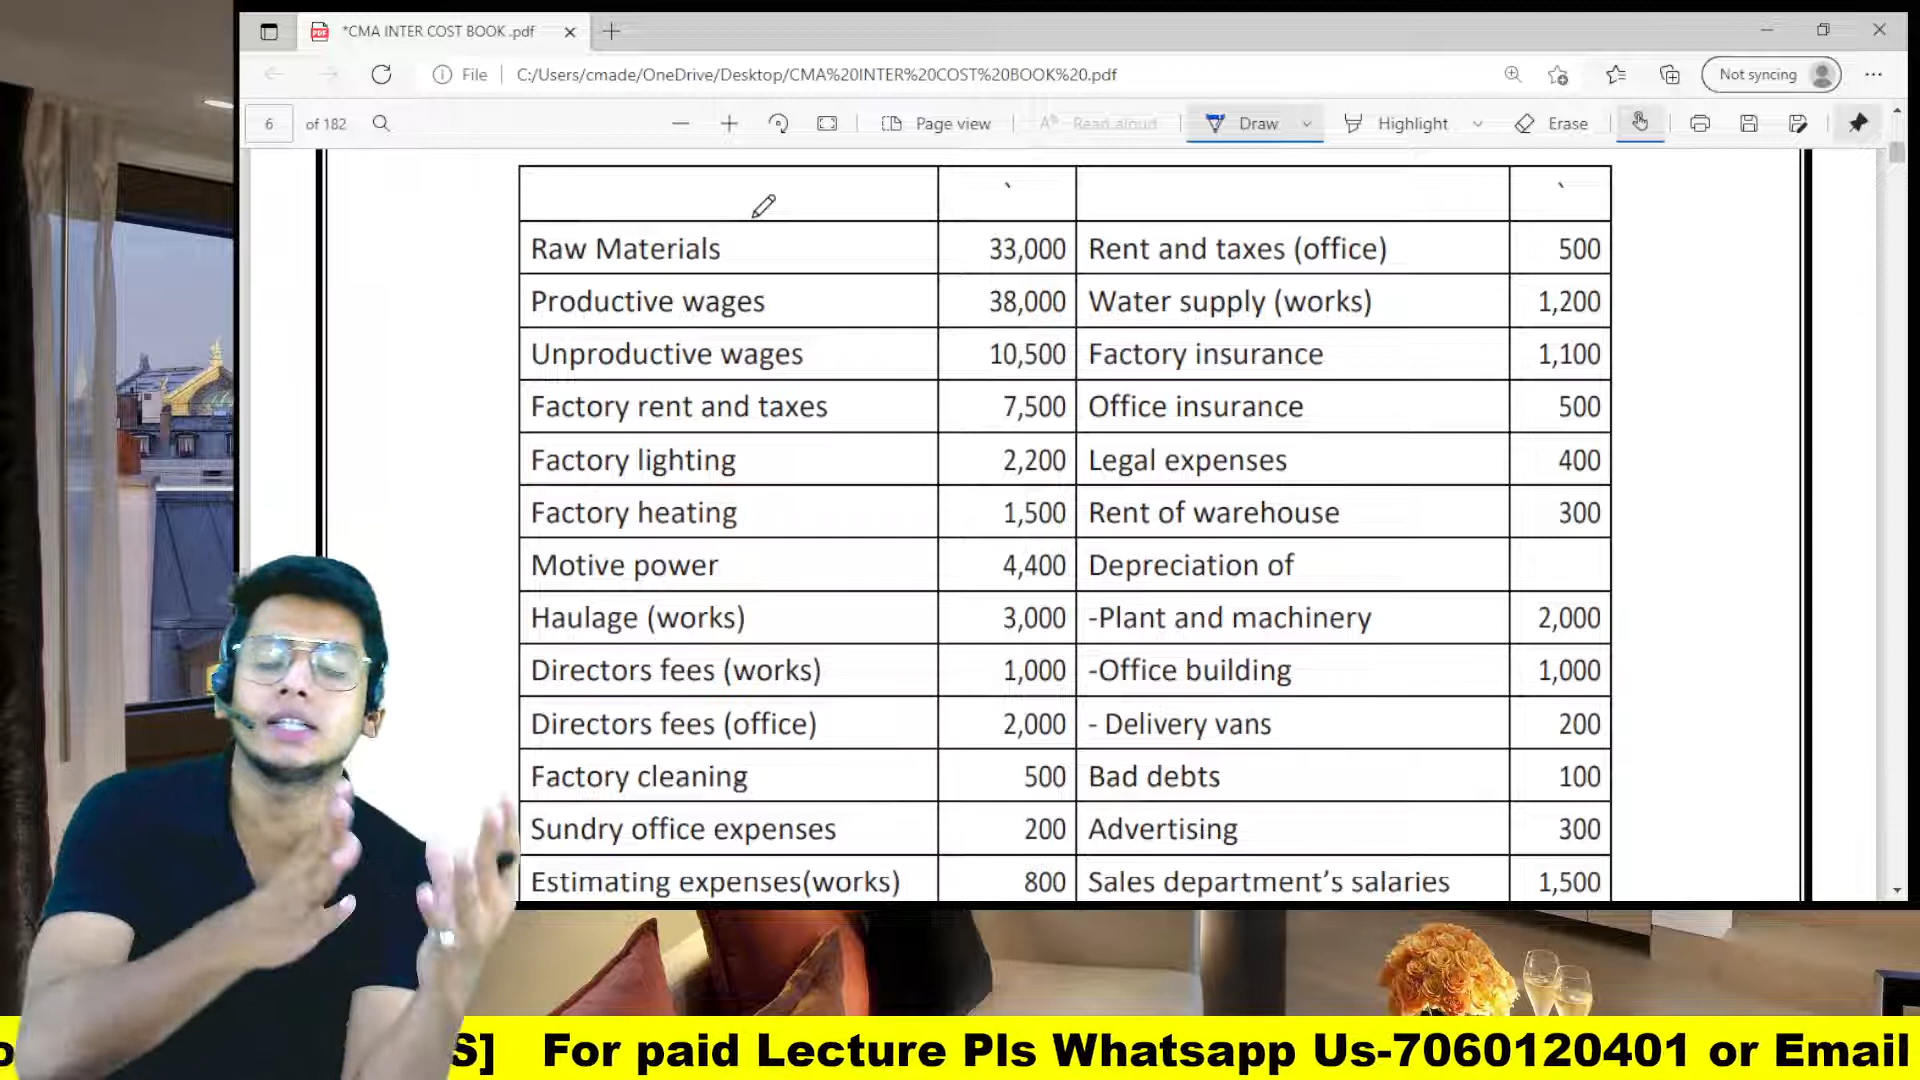 *CMA INTER COST BOOK .pdf
File C:/Users/cmade/OneDrive/Desktop/CMA%20INTER%20COST%20BOOK%20.pdf Not syncing
6 of 182 Page view Read aloud Draw Highlight Erase
` `
Raw Materials 33,000 Rent and taxes (office) 500
Productive wages 38,000 Water supply (works) 1,200
Unproductive wages 10,500 Factory insurance 1,100
Factory rent and taxes 7,500 Office insurance 500
Factory lighting 2,200 Legal expenses 400
Factory heating 1,500 Rent of warehouse 300
Motive power 4,400 Depreciation of
Haulage (works) 3,000 -Plant and machinery 2,000
Directors fees (works) 1,000 -Office building 1,000
Directors fees (office) 2,000 - Delivery vans 200
Factory cleaning 500 Bad debts 100
Sundry office expenses 200 Advertising 300
Estimating expenses(works) 800 Sales department’s salaries 1,500
S] For paid Lecture Pls Whatsapp Us-7060120401 or Email